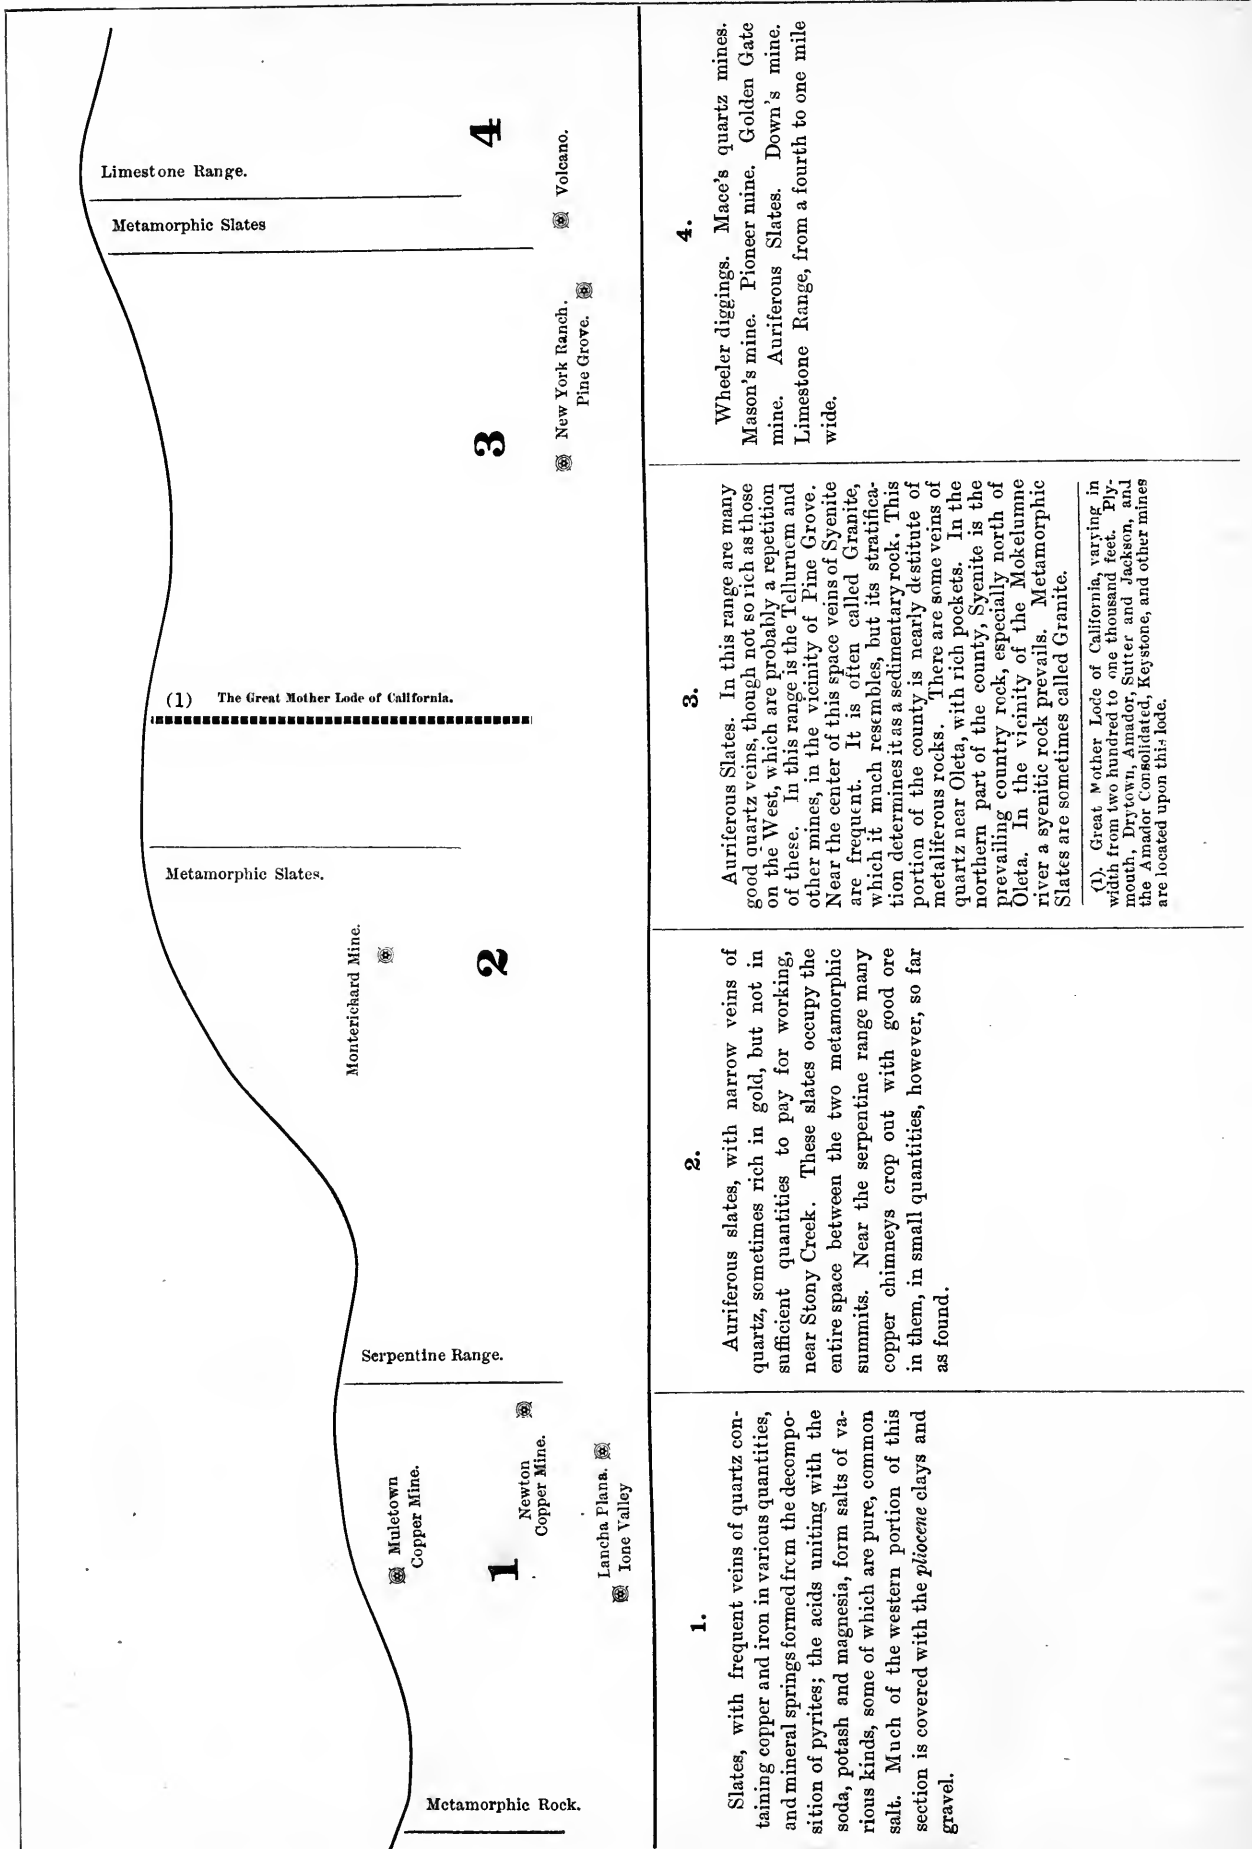 Limestone Range.
Metamorphic Slates
4
Volcano.
New York Ranch.
Pine Grove.
3
(1) The Great Mother Lode of California.
Metamorphic Slates.
Monterichard Mine.
2
Serpentine Range.
Muletown
Copper Mine.
Newton
Copper Mine.
1
Lancha Plana.
Ione Valley
Metamorphic Rock.
1.
Slates, with frequent veins of quartz con-
taining copper and iron in various quantities,
and mineral springs formed from the decompo-
sition of pyrites; the acids uniting with the
soda, potash and magnesia, form salts of va-
rious kinds, some of which are pure, common
salt. Much of the western portion of this
section is covered with the pliocene clays and
gravel.
2.
Auriferous slates, with narrow veins of
quartz, sometimes rich in gold, but not in
sufficient quantities to pay for working,
near Stony Creek. These slates occupy the
entire space between the two metamorphic
summits. Near the serpentine range many
copper chimneys crop out with good ore
in them, in small quantities, however, so far
as found.
3.
Auriferous Slates. In this range are many
good quartz veins, though not so rich as those
on the West, which are probably a repetition
of these. In this range is the Telluruem and
other mines, in the vicinity of Pine Grove.
Near the center of this space veins of Syenite
are frequent. It is often called Granite,
which it much resembles, but its stratifica-
tion determines it as a sedimentary rock. This
portion of the county is nearly destitute of
metaliferous rocks. There are some veins of
quartz near Oleta, with rich pockets. In the
northern part of the county, Syenite is the
prevailing country rock, especially north of
Oleta. In the vicinity of the Mokelumne
river a syenitic rock prevails. Metamorphic
Slates are sometimes called Granite.
(1). Great Mother Lode of California, varying in
width from two hundred to one thousand feet. Ply-
mouth, Drytown, Amador, Sutter and Jackson, and
the Amador Consolidated, Keystone, and other mines
are located upon this lode.
4.
Wheeler diggings. Mace's quartz mines.
Mason's mine. Pioneer mine. Golden Gate
mine. Auriferous Slates. Down's mine.
Limestone Range, from a fourth to one mile
wide.